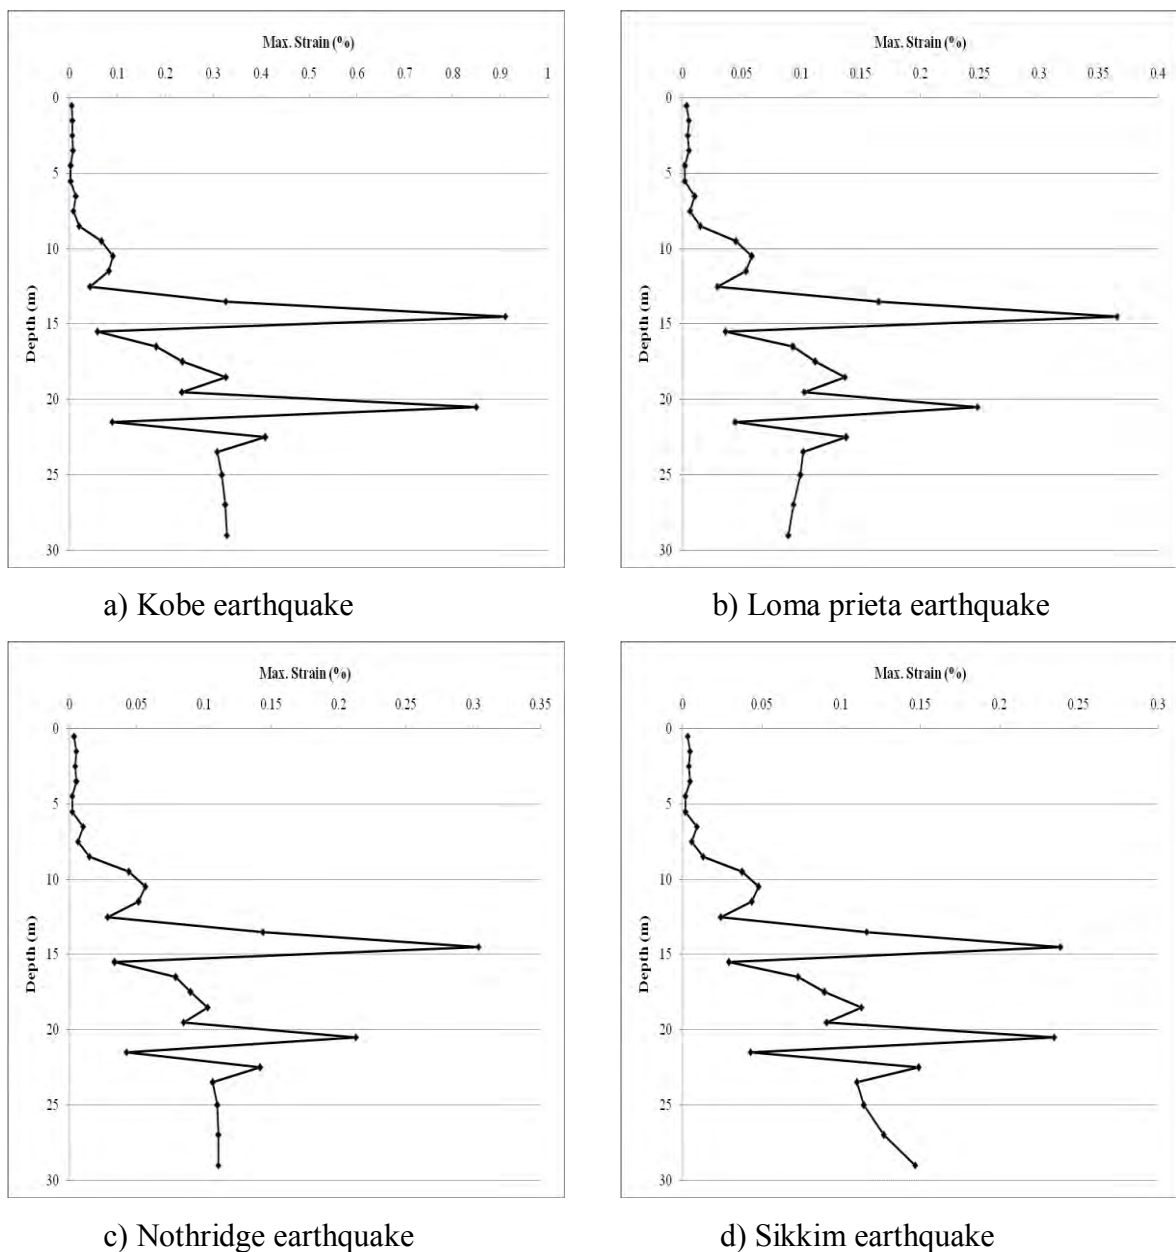 Max. Strain (%)
0 0.1 0.2 0.3 0.4 0.5 0.6 0.7 0.8 0.9 1
0
5
10
15
20
25
30
Depth (m)
a) Kobe earthquake
Max. Strain (%)
0 0.05 0.1 0.15 0.2 0.25 0.3 0.35 0.4
0
5
10
15
20
25
30
Depth (m)
b) Loma prieta earthquake
Max. Strain (%)
0 0.05 0.1 0.15 0.2 0.25 0.3 0.35
0
5
10
15
20
25
30
Depth (m)
c) Nothridge earthquake
Max. Strain (%)
0 0.05 0.1 0.15 0.2 0.25 0.3
0
5
10
15
20
25
30
Depth (m)
d) Sikkim earthquake